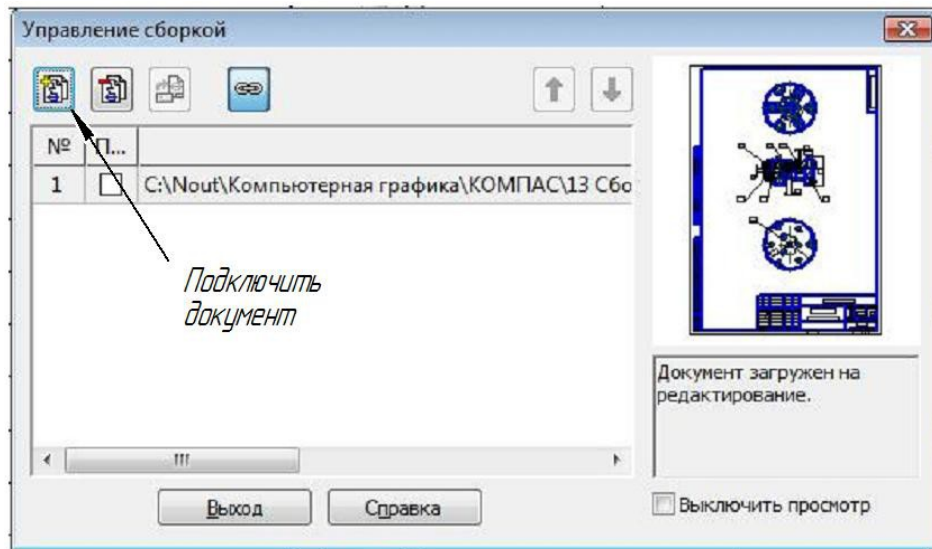 Управление сборкой
№ П...
1 C:\Nout\Компьютерная графика\КОМПАС\13 Сбо
Подключить
документ
Документ загружен на
редактирование.
Выход Справка
Выключить просмотр